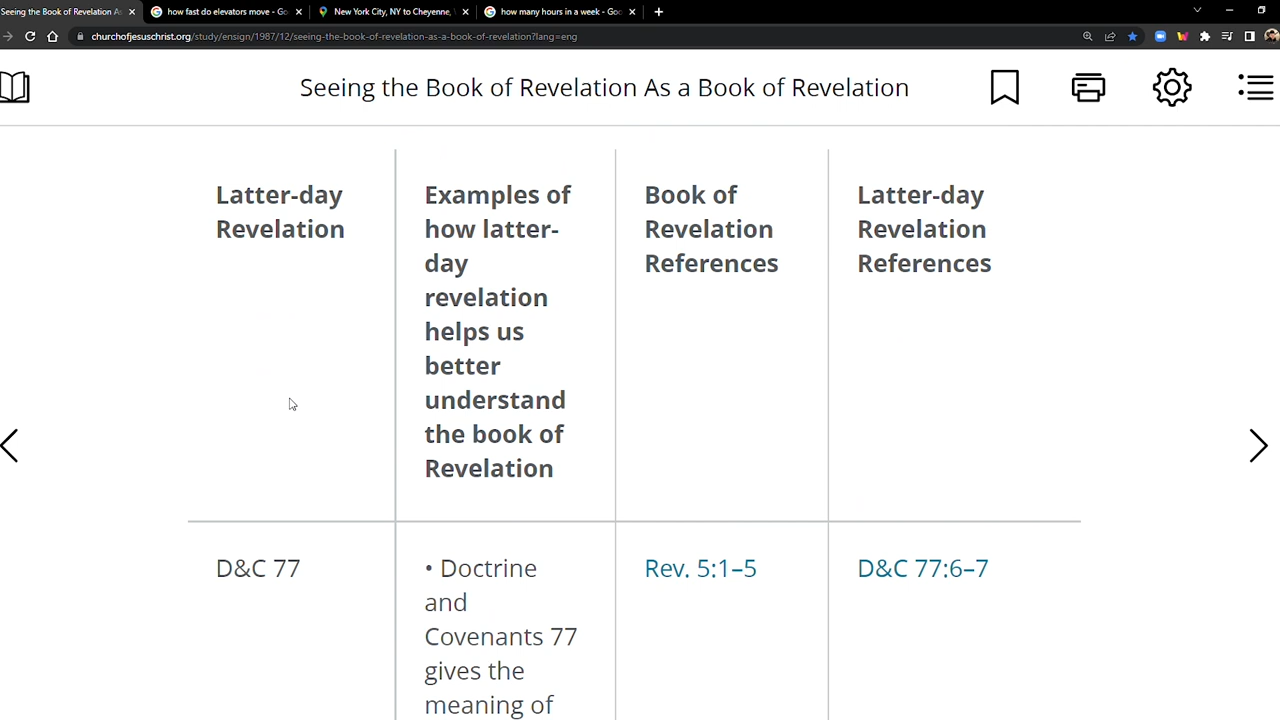 Seeing the Book of Revelation As
how fast do elevators move - Go
New York City, NY to Cheyenne,
how many hours in a week - Goo
churchofjesuschrist.org/study/ensign/1987/12/seeing-the-book-of-revelation-as-a-book-of-revelation?lang=eng
Seeing the Book of Revelation As a Book of Revelation
Latter-day
Revelation
Examples of
how latter-
day
revelation
helps us
better
understand
the book of
Revelation
Book of
Revelation
References
Latter-day
Revelation
References
D&C 77
• Doctrine
and
Covenants 77
gives the
meaning of
Rev. 5:1–5
D&C 77:6–7